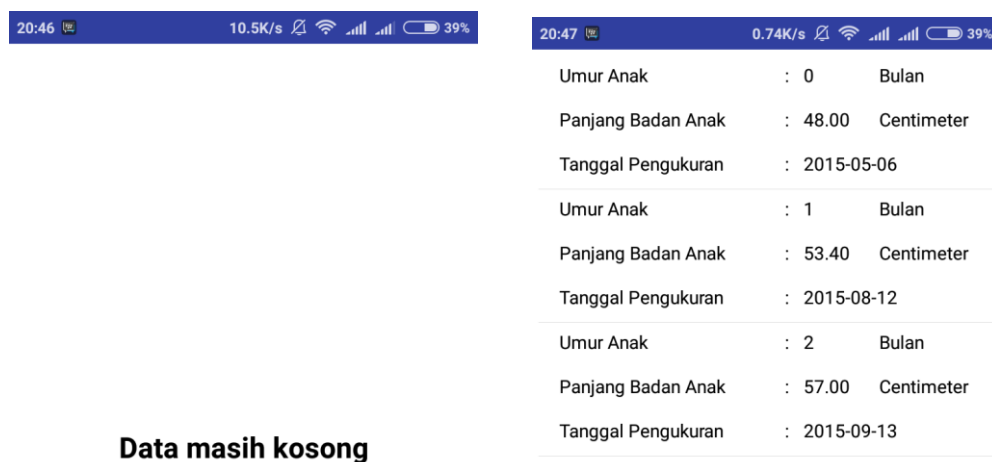 20:46 10.5K/s 39%
Data masih kosong
20:47 0.74K/s 39%
Umur Anak : 0 Bulan
Panjang Badan Anak : 48.00 Centimeter
Tanggal Pengukuran : 2015-05-06
Umur Anak : 1 Bulan
Panjang Badan Anak : 53.40 Centimeter
Tanggal Pengukuran : 2015-08-12
Umur Anak : 2 Bulan
Panjang Badan Anak : 57.00 Centimeter
Tanggal Pengukuran : 2015-09-13